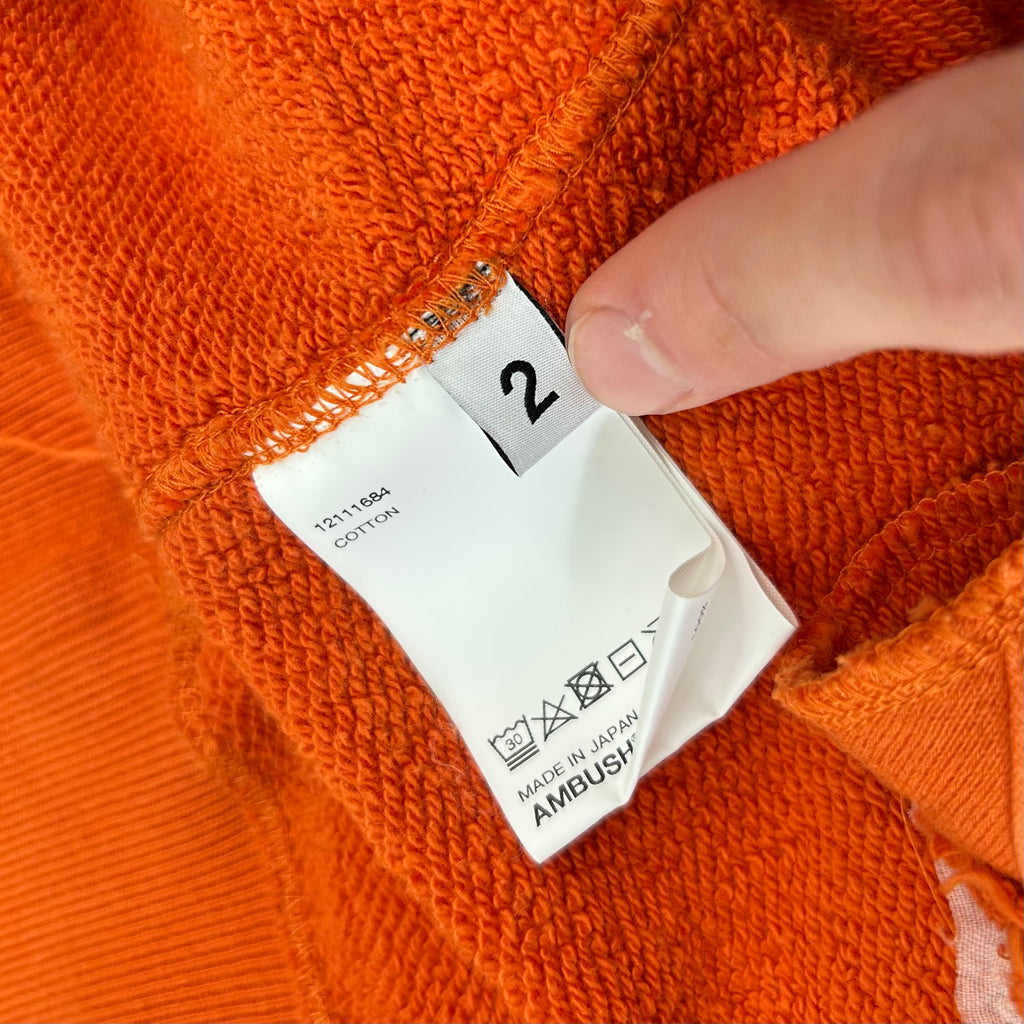 2
12111684
COTTON
30
MADE IN JAPAN
AMBUSH®